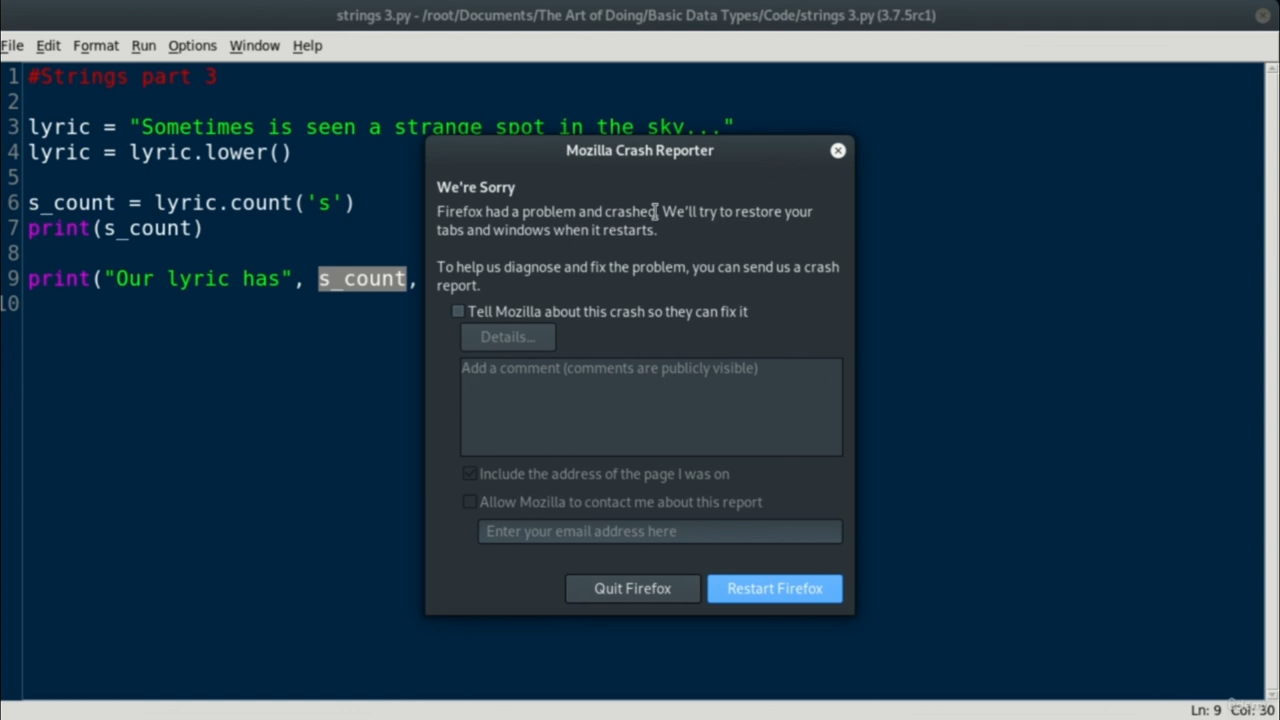 strings 3.py - /root/Documents/The Art of Doing/Basic Data Types/Code/strings 3.py (3.7.5rc1)
File Edit Format Run Options Window Help
1 #Strings part 3
2
3 lyric = "Sometimes is seen a strange spot in the sky..."
4 lyric = lyric.lower()
5
6 s_count = lyric.count('s')
7 print(s_count)
8
9 print("Our lyric has", s_count,
10
Mozilla Crash Reporter
We're Sorry
Firefox had a problem and crashed. We'll try to restore your
tabs and windows when it restarts.
To help us diagnose and fix the problem, you can send us a crash
report.
Tell Mozilla about this crash so they can fix it
Details...
Add a comment (comments are publicly visible)
Include the address of the page I was on
Allow Mozilla to contact me about this report
Enter your email address here
Quit Firefox Restart Firefox
Ln: 9 Col: 30